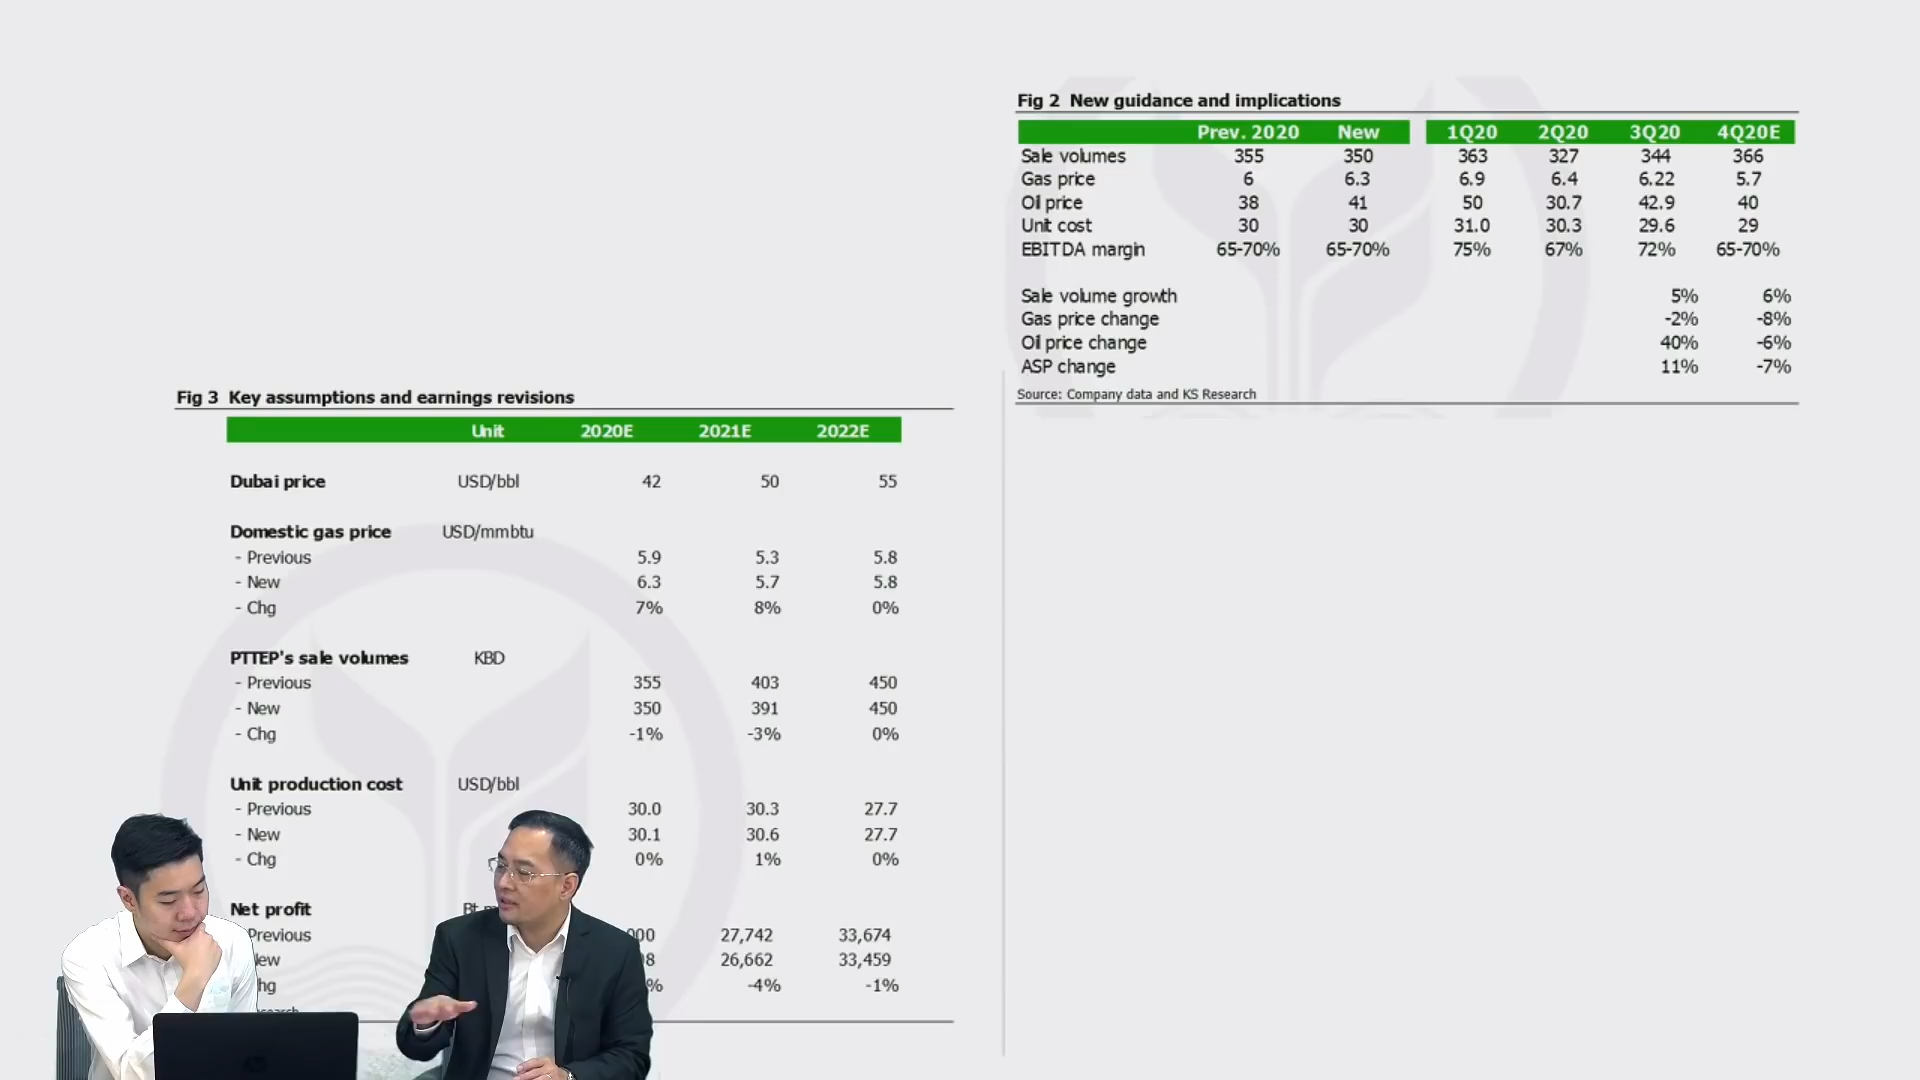 Fig 2 New guidance and implications
Prev. 2020 New 1Q20 2Q20 3Q20 4Q20E
Sale volumes 355 350 363 327 344 366
Gas price 6 6.3 6.9 6.4 6.22 5.7
Oil price 38 41 50 30.7 42.9 40
Unit cost 30 30 31.0 30.3 29.6 29
EBITDA margin 65-70% 65-70% 75% 67% 72% 65-70%
Sale volume growth 5% 6%
Gas price change -2% -8%
Oil price change 40% -6%
ASP change 11% -7%
Source: Company data and KS Research
Fig 3 Key assumptions and earnings revisions
Unit 2020E 2021E 2022E
Dubai price USD/bbl 42 50 55
Domestic gas price USD/mmbtu
- Previous 5.9 5.3 5.8
- New 6.3 5.7 5.8
- Chg 7% 8% 0%
PTTEP's sale volumes KBD
- Previous 355 403 450
- New 350 391 450
- Chg -1% -3% 0%
Unit production cost USD/bbl
- Previous 30.0 30.3 27.7
- New 30.1 30.6 27.7
- Chg 0% 1% 0%
Net profit Bt
Previous 000 27,742 33,674
26,662 33,459
% -4% -1%